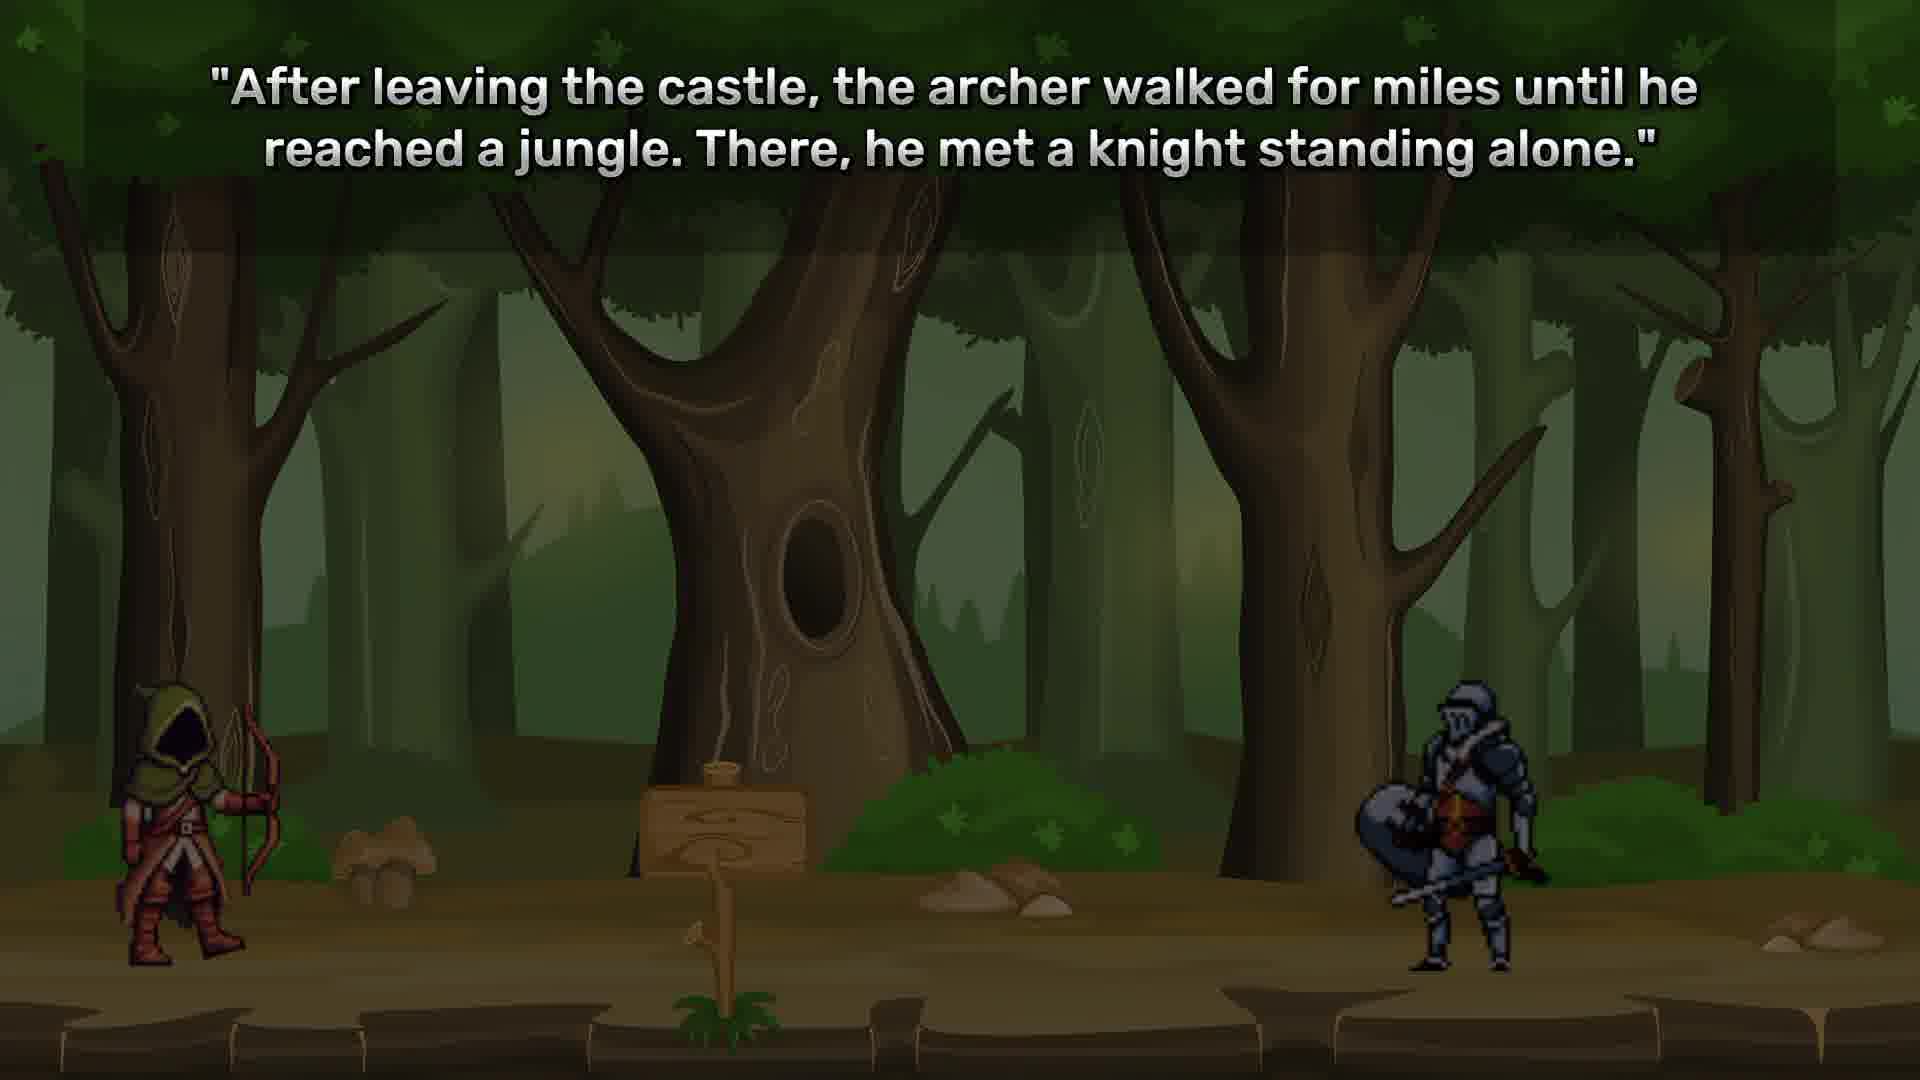 "After leaving the castle, the archer walked for miles until he
reached a jungle. There, he met a knight standing alone."